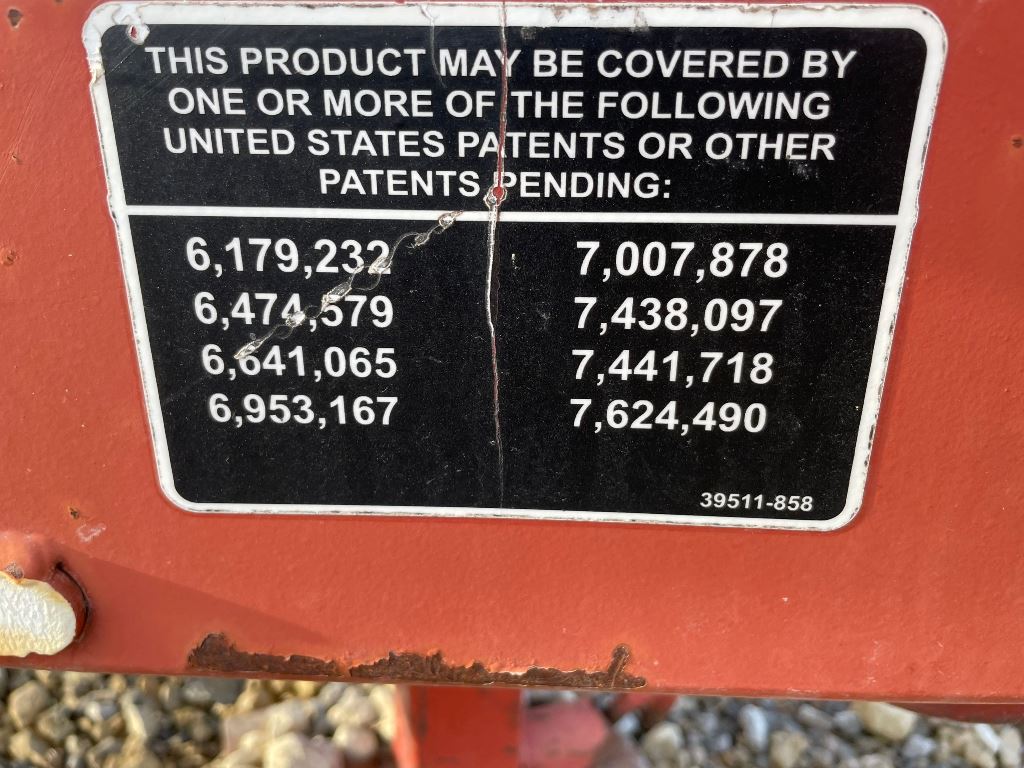 THIS PRODUCT MAY BE COVERED BY
ONE OR MORE OF THE FOLLOWING
UNITED STATES PATENTS OR OTHER
PATENTS PENDING:
6,179,232
6,474,579
6,641,065
6,953,167
7,007,878
7,438,097
7,441,718
7,624,490
39511-858